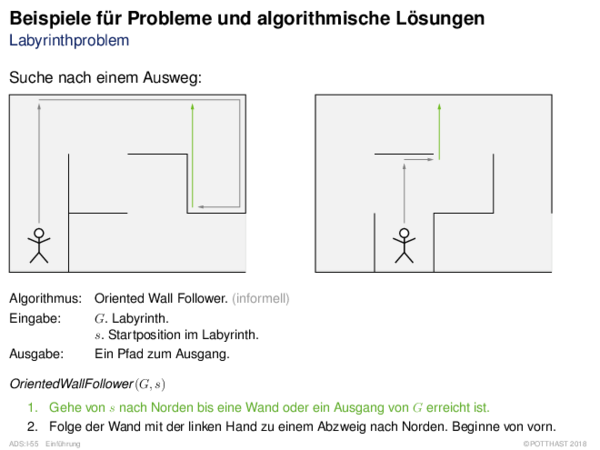 Beispiele für Probleme und algorithmische Lösungen
Labyrinthproblem
Suche nach einem Ausweg:
Algorithmus: Oriented Wall Follower. (informell)
Eingabe: G. Labyrinth.
s. Startposition im Labyrinth.
Ausgabe: Ein Pfad zum Ausgang.
OrientedWallFollower(G, s)
1. Gehe von s nach Norden bis eine Wand oder ein Ausgang von G erreicht ist.
2. Folge der Wand mit der linken Hand zu einem Abzweig nach Norden. Beginne von vorn.
ADS:I-55 Einführung ©POTTHAST 2018